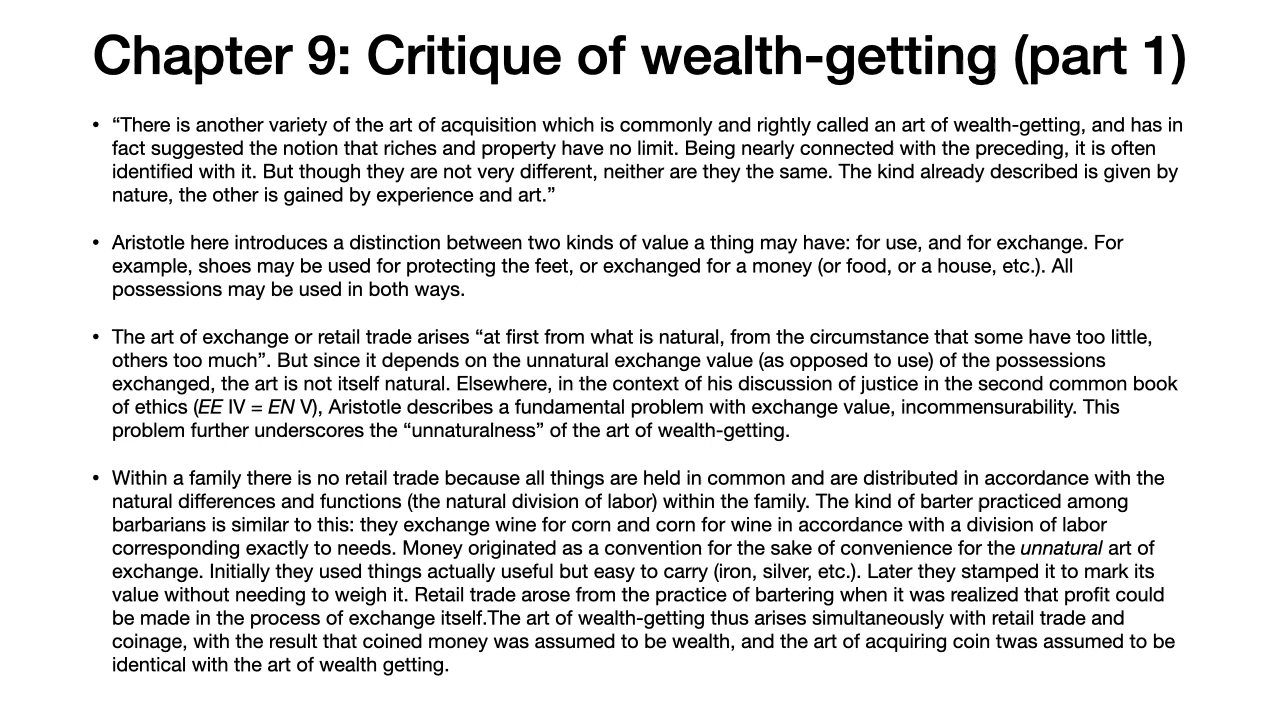 Chapter 9: Critique of wealth-getting (part 1)
• “There is another variety of the art of acquisition which is commonly and rightly called an art of wealth-getting, and has in
fact suggested the notion that riches and property have no limit. Being nearly connected with the preceding, it is often
identified with it. But though they are not very different, neither are they the same. The kind already described is given by
nature, the other is gained by experience and art.”
• Aristotle here introduces a distinction between two kinds of value a thing may have: for use, and for exchange. For
example, shoes may be used for protecting the feet, or exchanged for a money (or food, or a house, etc.). All
possessions may be used in both ways.
• The art of exchange or retail trade arises “at first from what is natural, from the circumstance that some have too little,
others too much”. But since it depends on the unnatural exchange value (as opposed to use) of the possessions
exchanged, the art is not itself natural. Elsewhere, in the context of his discussion of justice in the second common book
of ethics (EE IV = EN V), Aristotle describes a fundamental problem with exchange value, incommensurability. This
problem further underscores the “unnaturalness” of the art of wealth-getting.
• Within a family there is no retail trade because all things are held in common and are distributed in accordance with the
natural differences and functions (the natural division of labor) within the family. The kind of barter practiced among
barbarians is similar to this: they exchange wine for corn and corn for wine in accordance with a division of labor
corresponding exactly to needs. Money originated as a convention for the sake of convenience for the unnatural art of
exchange. Initially they used things actually useful but easy to carry (iron, silver, etc.). Later they stamped it to mark its
value without needing to weigh it. Retail trade arose from the practice of bartering when it was realized that profit could
be made in the process of exchange itself.The art of wealth-getting thus arises simultaneously with retail trade and
coinage, with the result that coined money was assumed to be wealth, and the art of acquiring coin twas assumed to be
identical with the art of wealth getting.